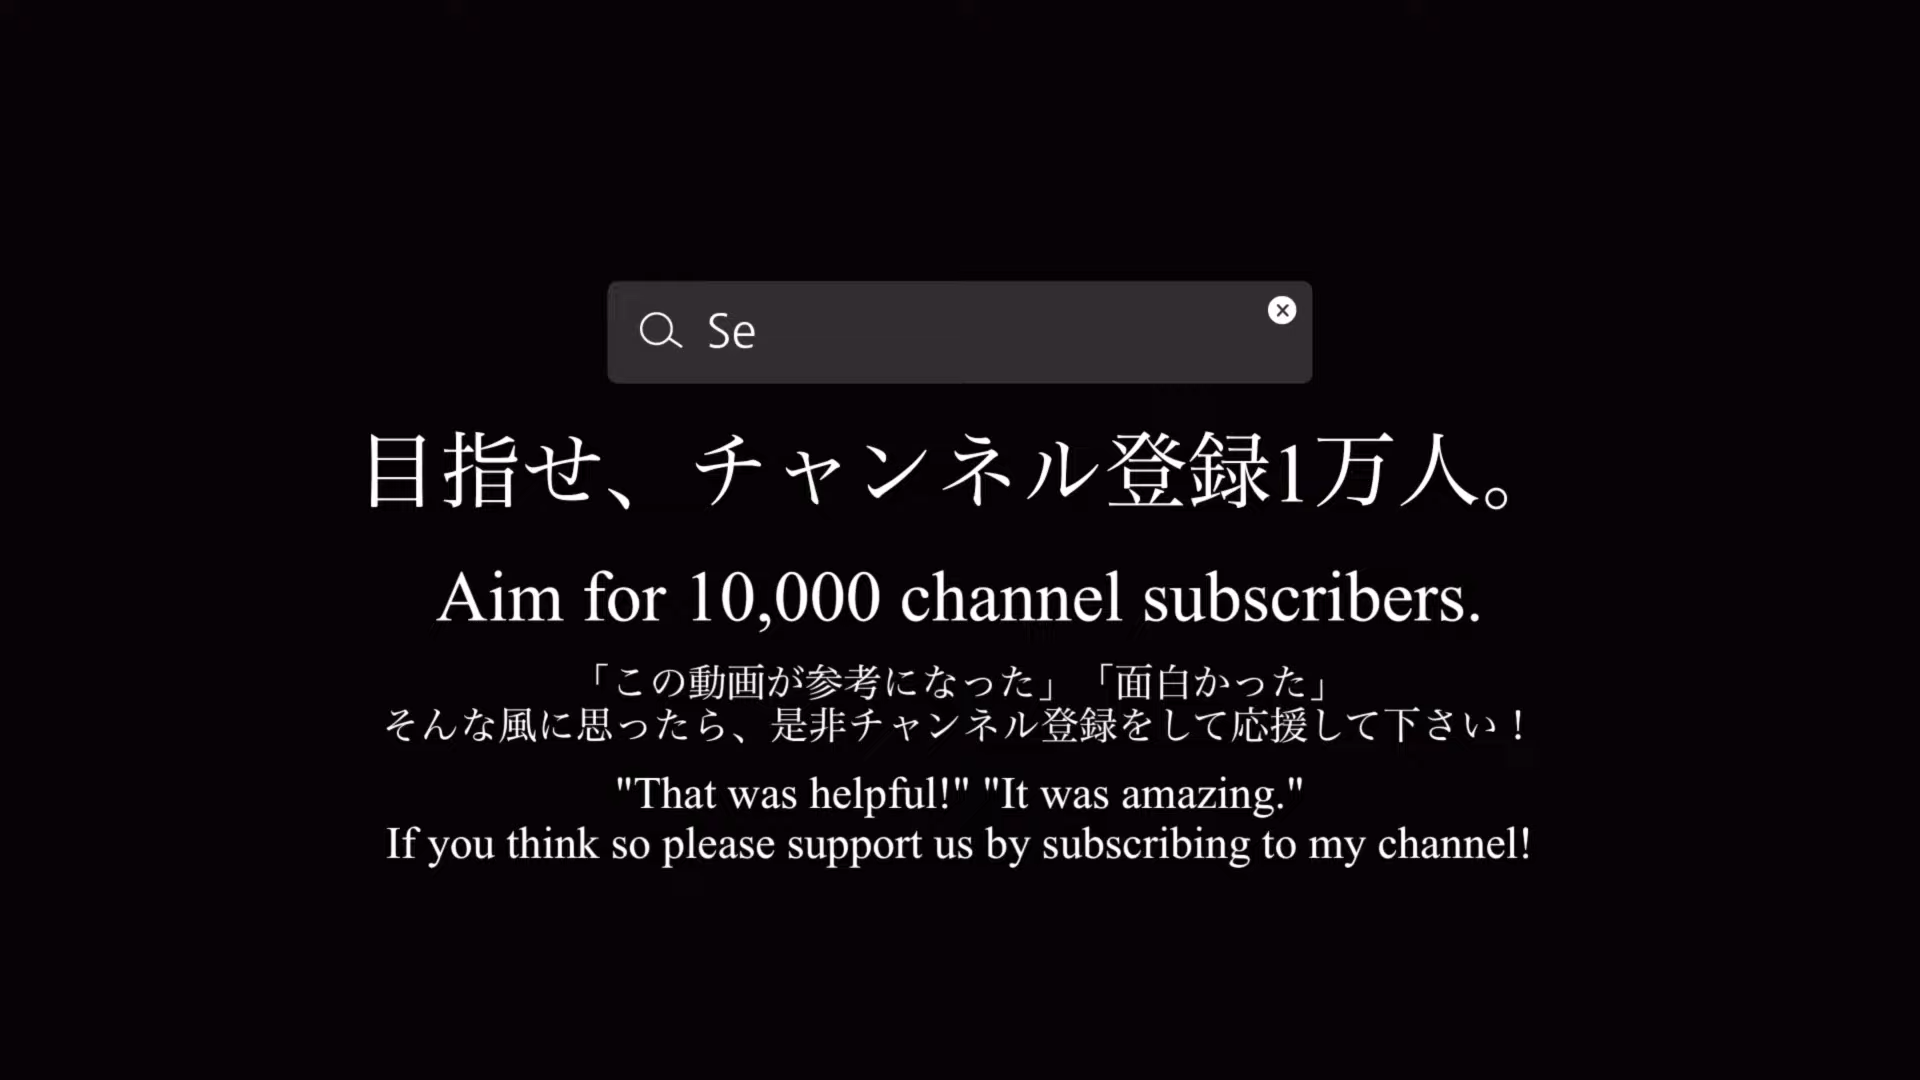 Se
目指せ、チャンネル登録1万人。
Aim for 10,000 channel subscribers.
「この動画が参考になった」「面白かった」
そんな風に思ったら、是非チャンネル登録をして応援して下さい！
"That was helpful!" "It was amazing."
If you think so please support us by subscribing to my channel!